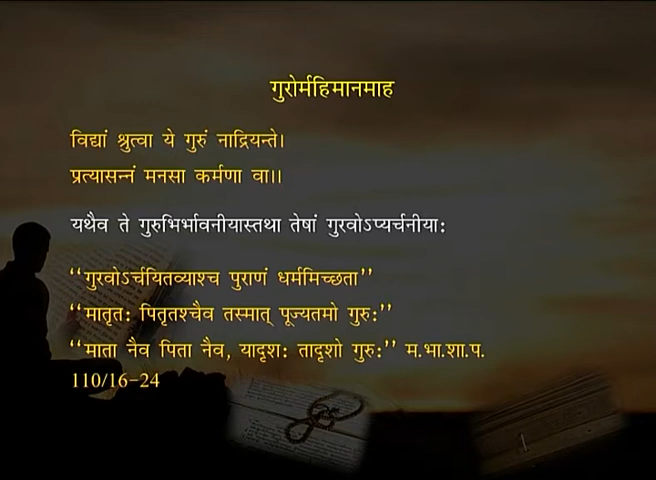 गुरोर्महिमानमाह
विद्यां श्रुत्वा ये गुरुं नाद्रियन्ते।
प्रत्यासन्नं मनसा कर्मणा वा।।
यथैव ते गुरुभिर्भावनीयास्तथा तेषां गुरवोऽप्यर्चनीया:
‘‘गुरवोऽर्चयितव्याश्च पुराणं धर्ममिच्छता’’
‘‘मातृत: पितृतश्चैव तस्मात् पूज्यतमो गुरु:’’
‘‘माता नैव पिता नैव, यादृश: तादृशो गुरु:’’ म.भा.शा.प.
110/16-24